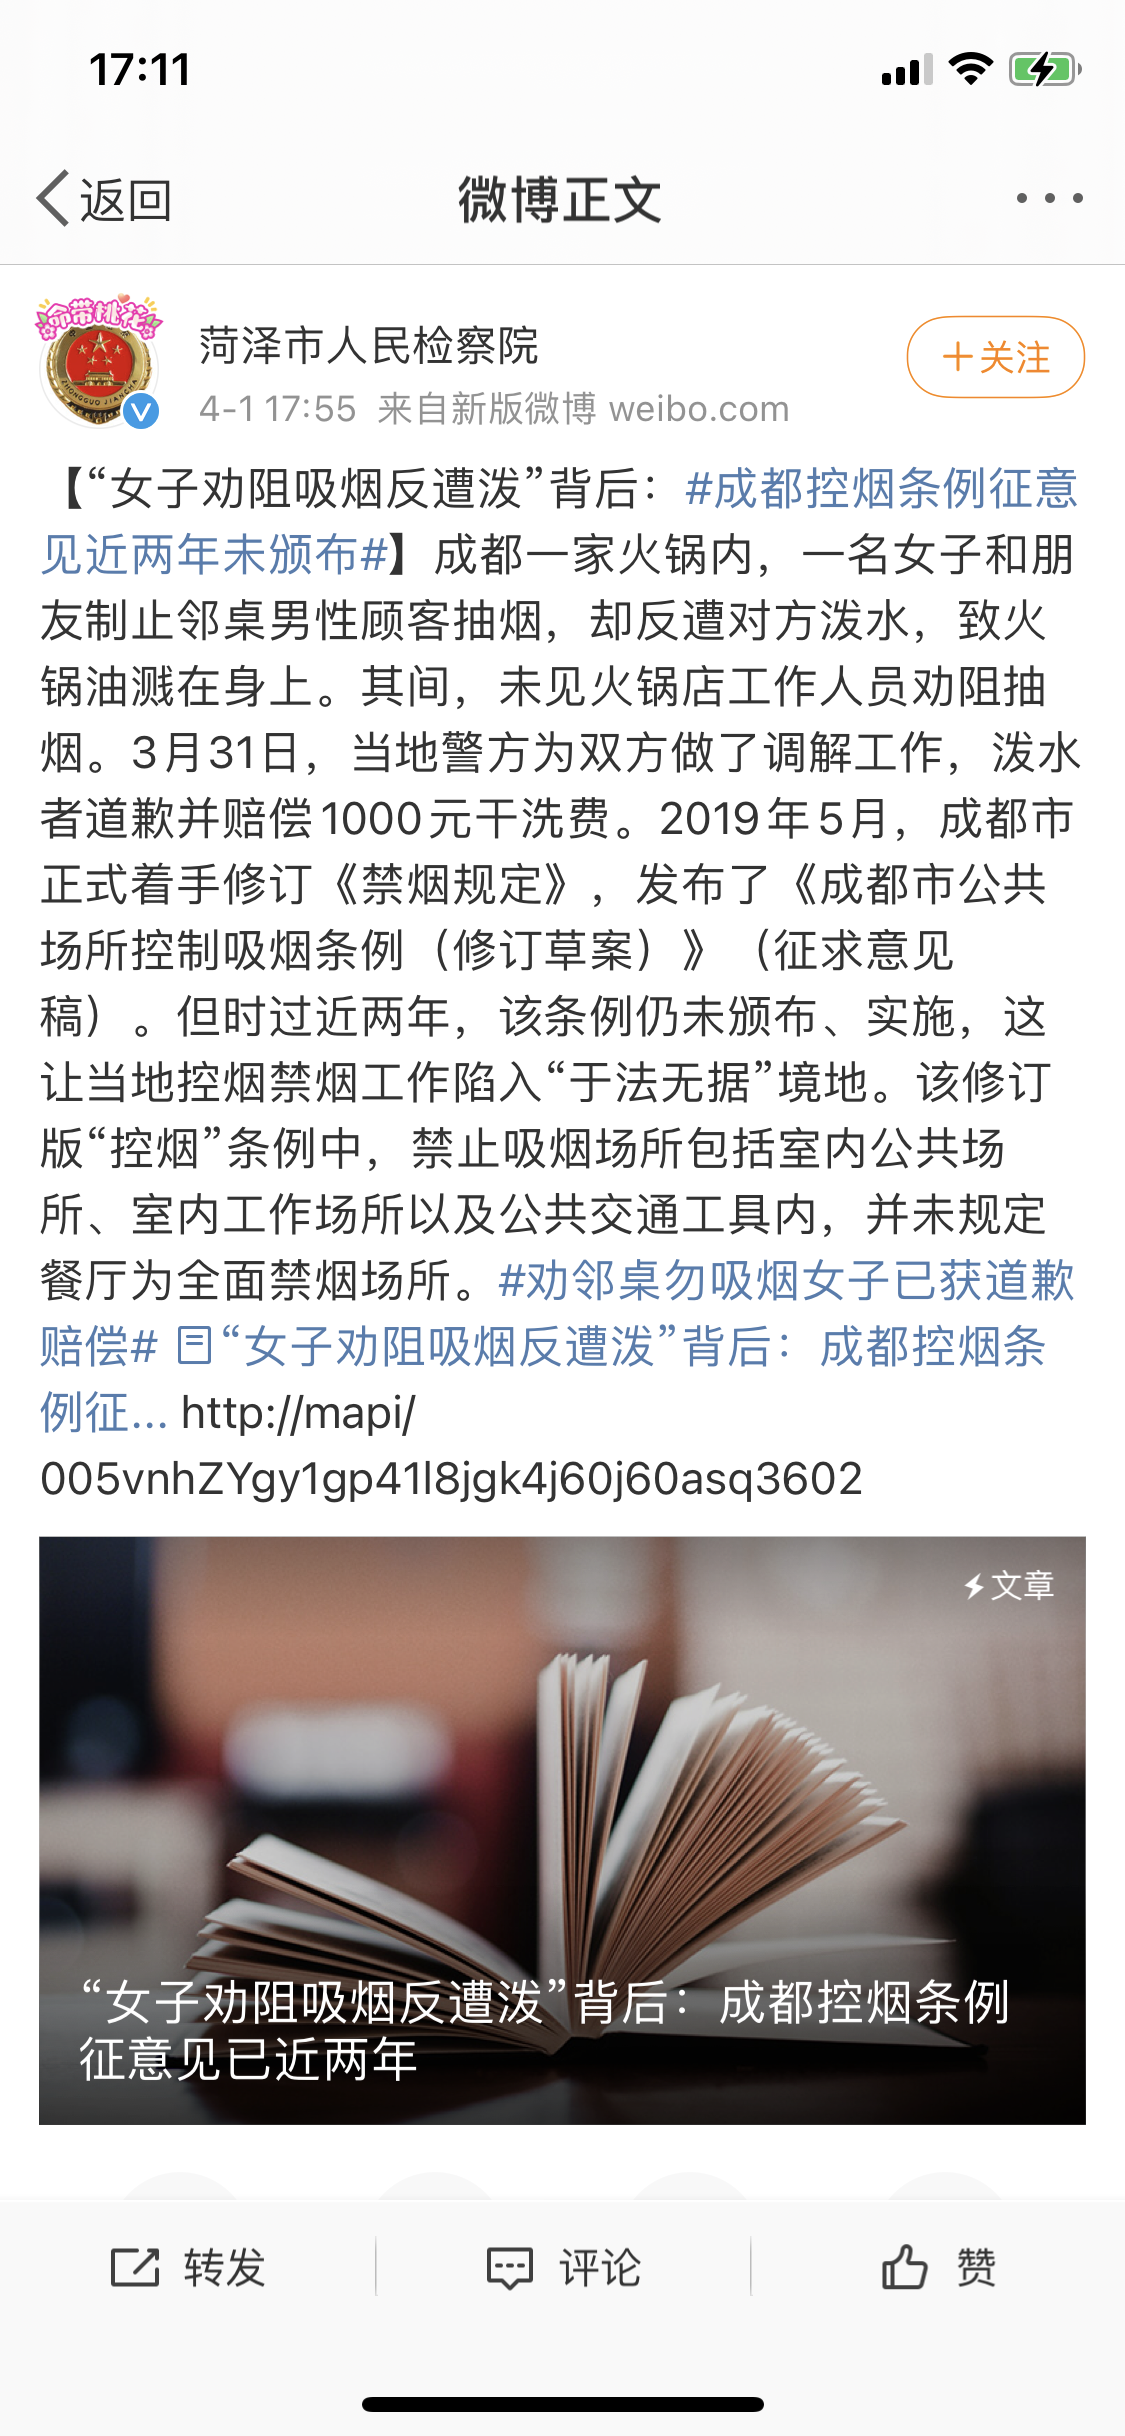 17:11
返回
微博正文
命带桃花
菏泽市人民检察院
+关注
4-1 17:55 来自新版微博 weibo.com
【“女子劝阻吸烟反遭泼”背后：#成都控烟条例征意
见近两年未颁布#】成都一家火锅内，一名女子和朋
友制止邻桌男性顾客抽烟，却反遭对方泼水，致火
锅油溅在身上。其间，未见火锅店工作人员劝阻抽
烟。3月31日，当地警方为双方做了调解工作，泼水
者道歉并赔偿1000元干洗费。2019年5月，成都市
正式着手修订《禁烟规定》，发布了《成都市公共
场所控制吸烟条例（修订草案）》（征求意见
稿）。但时过近两年，该条例仍未颁布、实施，这
让当地控烟禁烟工作陷入“于法无据”境地。该修订
版“控烟”条例中，禁止吸烟场所包括室内公共场
所、室内工作场所以及公共交通工具内，并未规定
餐厅为全面禁烟场所。#劝邻桌勿吸烟女子已获道歉
赔偿# “女子劝阻吸烟反遭泼”背后：成都控烟条
例征... http://mapi/
005vnhZYgy1gp41l8jgk4j60j60asq3602
文章
“女子劝阻吸烟反遭泼”背后：成都控烟条例
征意见已近两年
转发
评论
赞